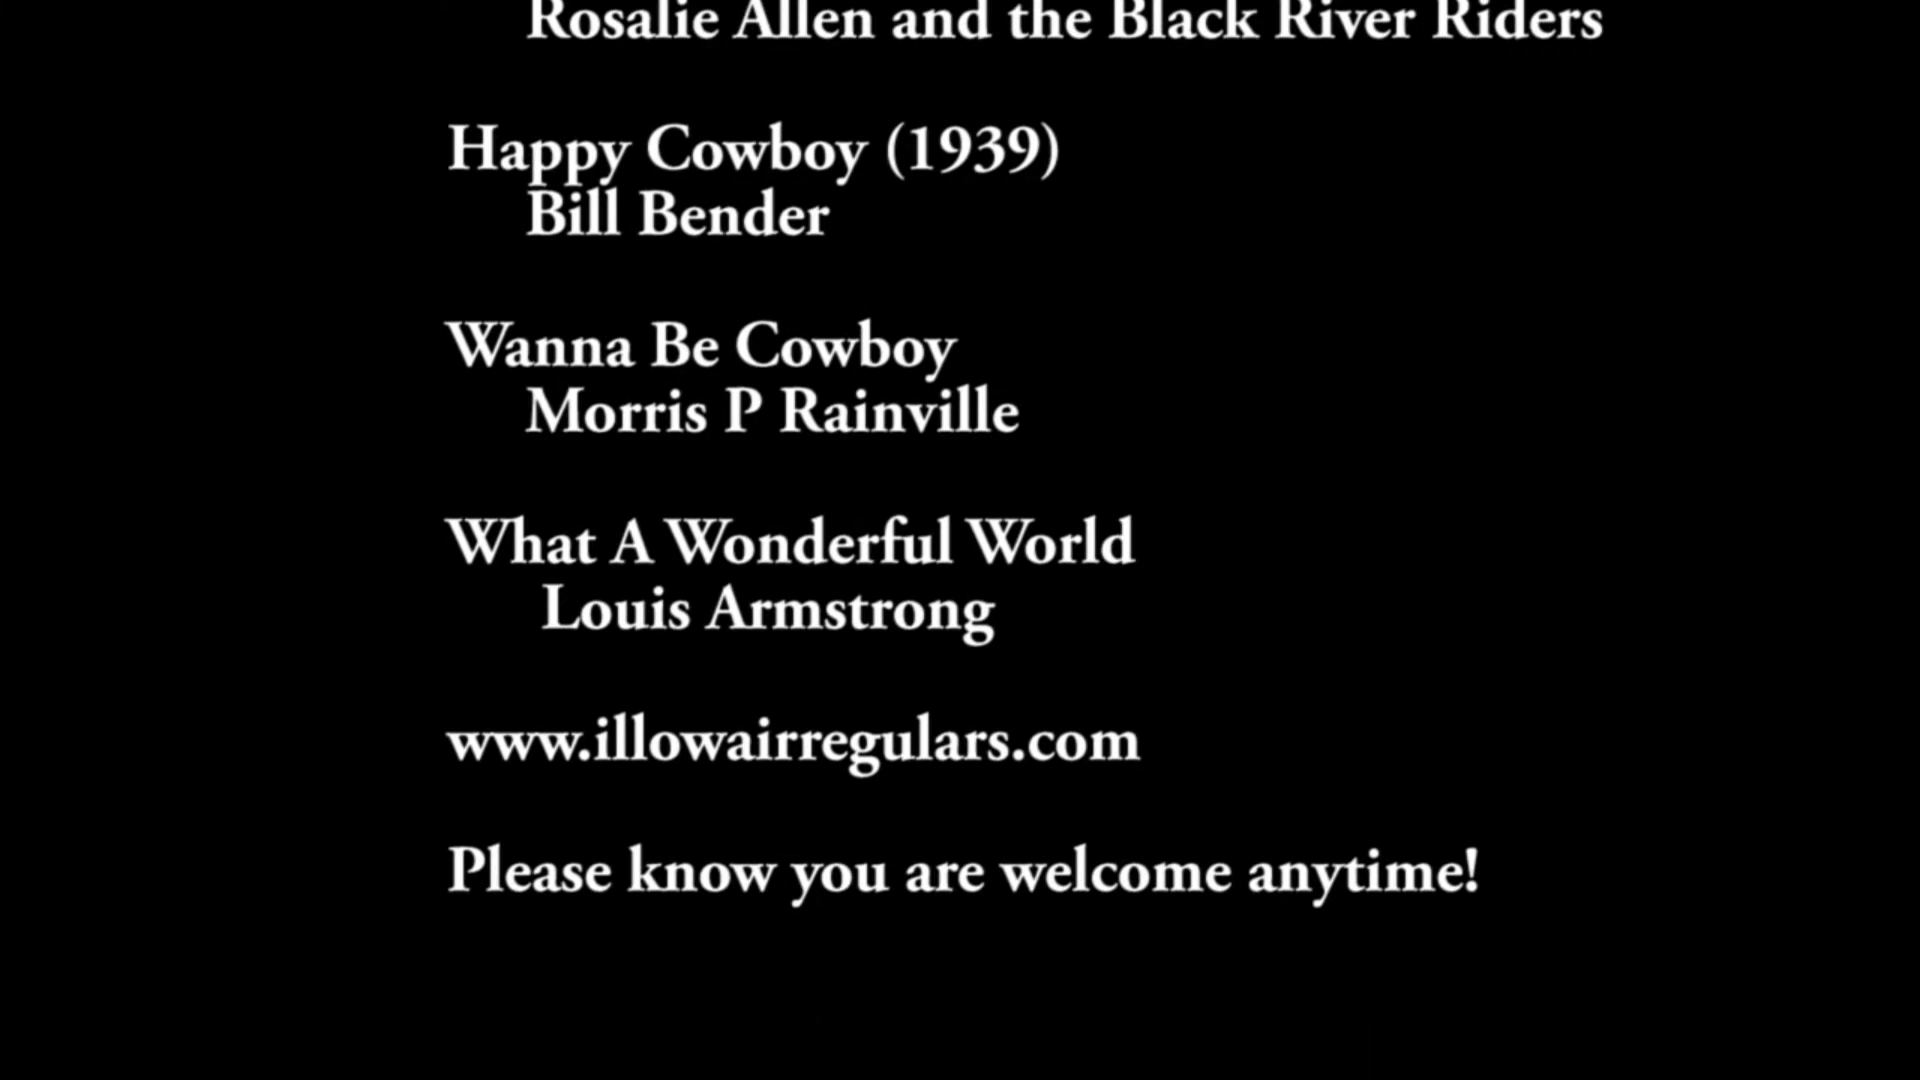 Rosalie Allen and the Black River Riders
Happy Cowboy (1939)
Bill Bender
Wanna Be Cowboy
Morris P Rainville
What A Wonderful World
Louis Armstrong
www.illowairregulars.com
Please know you are welcome anytime!